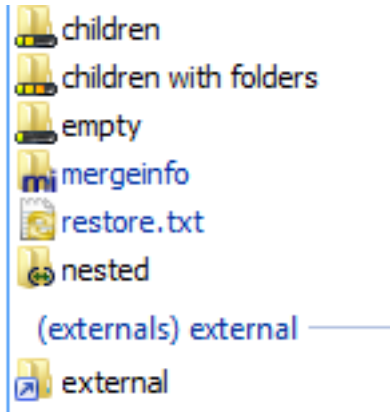 children
children with folders
empty
mergeinfo
restore.txt
nested
(externals) external
external